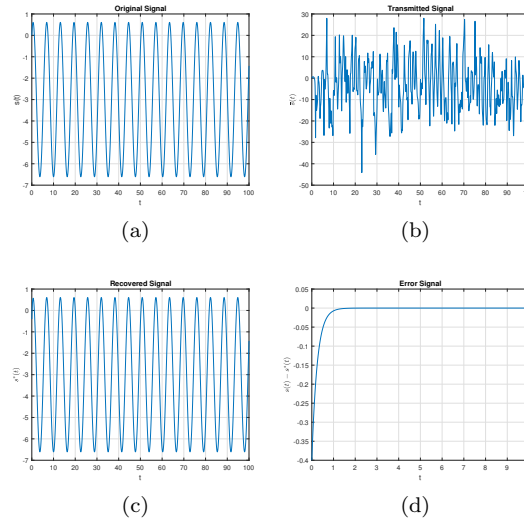 Original Signal
1
0
-1
-2
-3
-4
-5
-6
-7
S(t)
0 10 20 30 40 50 60 70 80 90 100
t
(a)
Transmitted Signal
30
20
10
0
-10
-20
-30
-40
-50
0 10 20 30 40 50 60 70 80 90
t
(b)
Recovered Signal
1
0
-1
-2
-3
-4
-5
-6
-7
s*(t)
0 10 20 30 40 50 60 70 80 90 100
t
(c)
Error Signal
0.05
0
-0.05
-0.1
-0.15
-0.2
-0.25
-0.3
-0.35
-0.4
s(t) − s*(t)
0 1 2 3 4 5 6 7 8 9
t
(d)